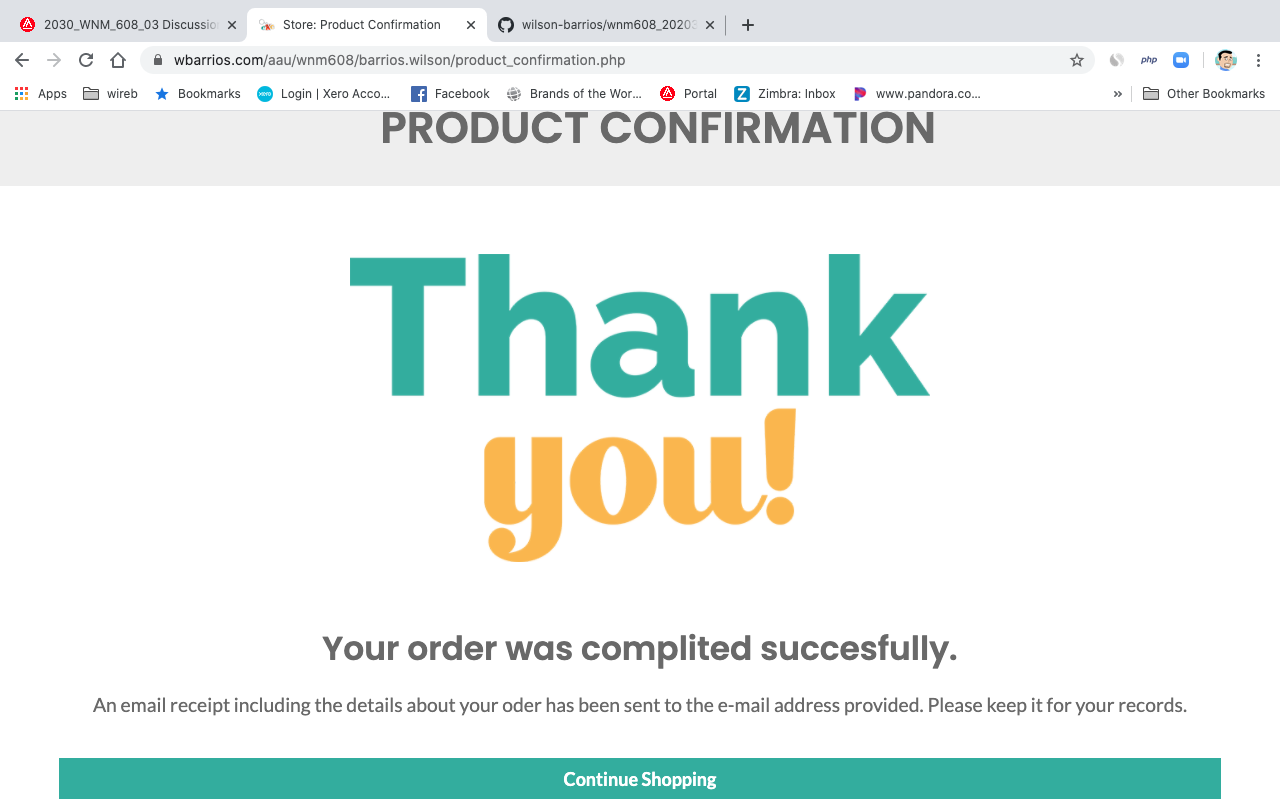 2030_WNM_608_03 Discussio
Store: Product Confirmation
wilson-barrios/wnm608_20203
wbarrios.com/aau/wnm608/barrios.wilson/product_confirmation.php
php
Apps
wireb
Bookmarks
xero
Login | Xero Acco...
Facebook
Brands of the Wor...
Portal
Zimbra: Inbox
www.pandora.co...
»
Other Bookmarks
PRODUCT CONFIRMATION
Thank
you!
Your order was complited succesfully.
An email receipt including the details about your oder has been sent to the e-mail address provided. Please keep it for your records.
Continue Shopping